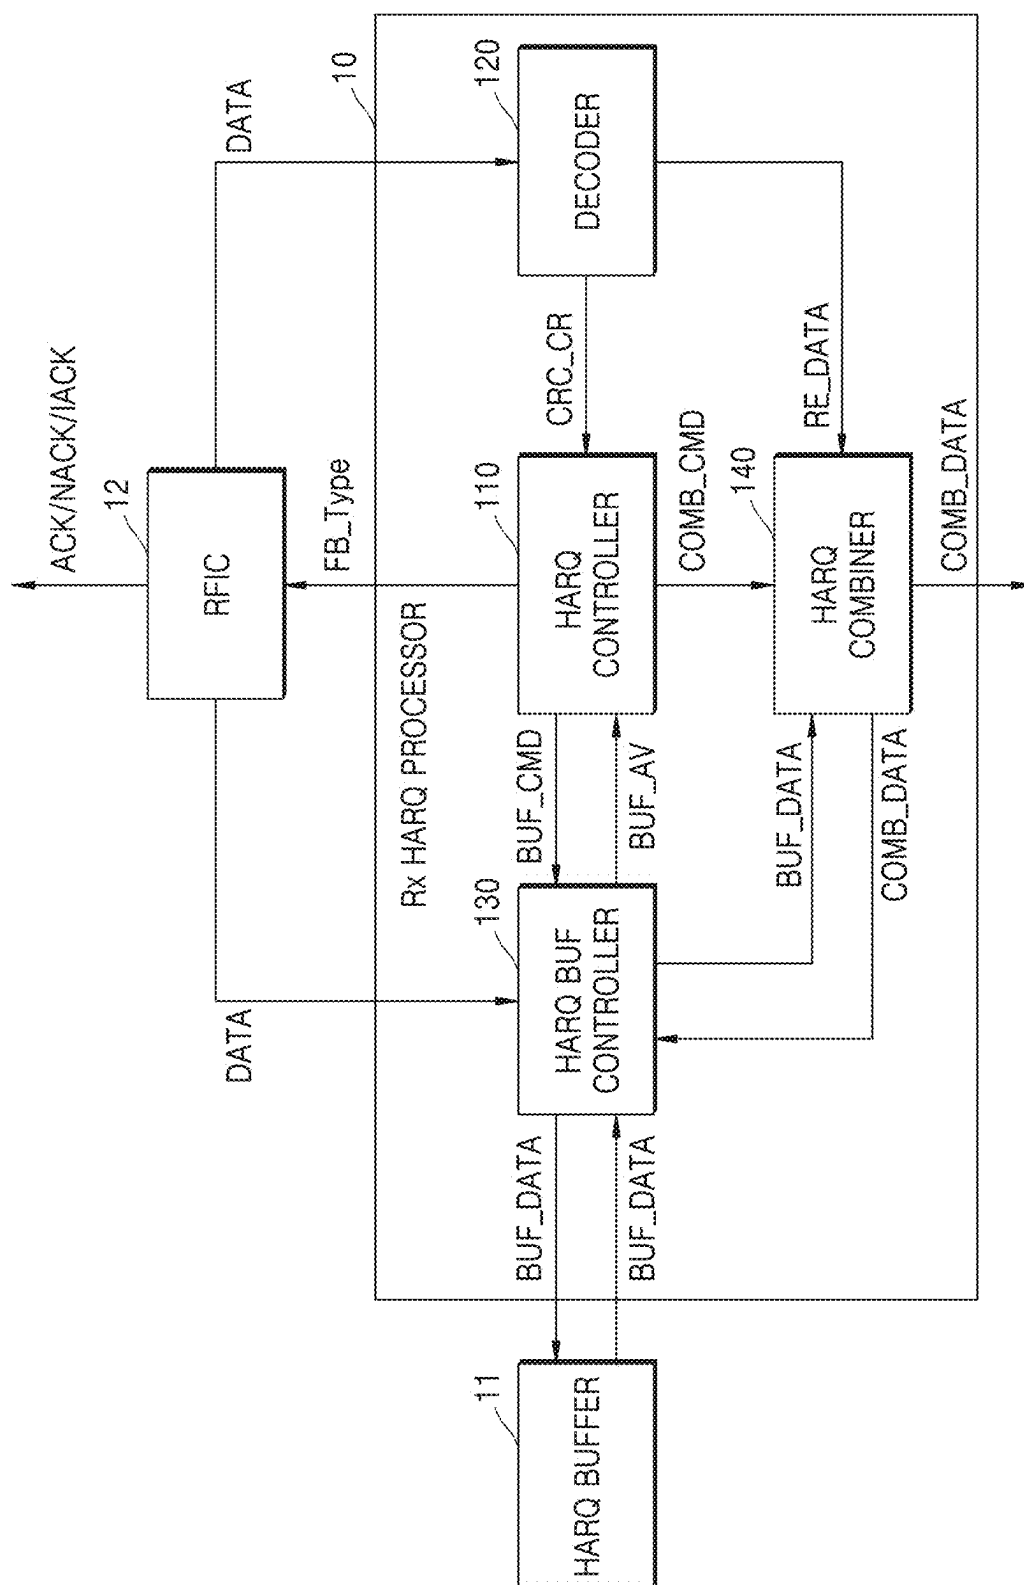 ACK/NACK/IACK
12
RFIC
DATA
DATA
FB_Type
10
Rx HARQ PROCESSOR
11
HARQ BUFFER
BUF_DATA
BUF_DATA
130
HARQ BUF
CONTROLLER
BUF_CMD
BUF_AV
110
HARQ
CONTROLLER
CRC_CR
120
DECODER
BUF_DATA
COMB_DATA
COMB_CMD
140
HARQ
COMBINER
RE_DATA
COMB_DATA